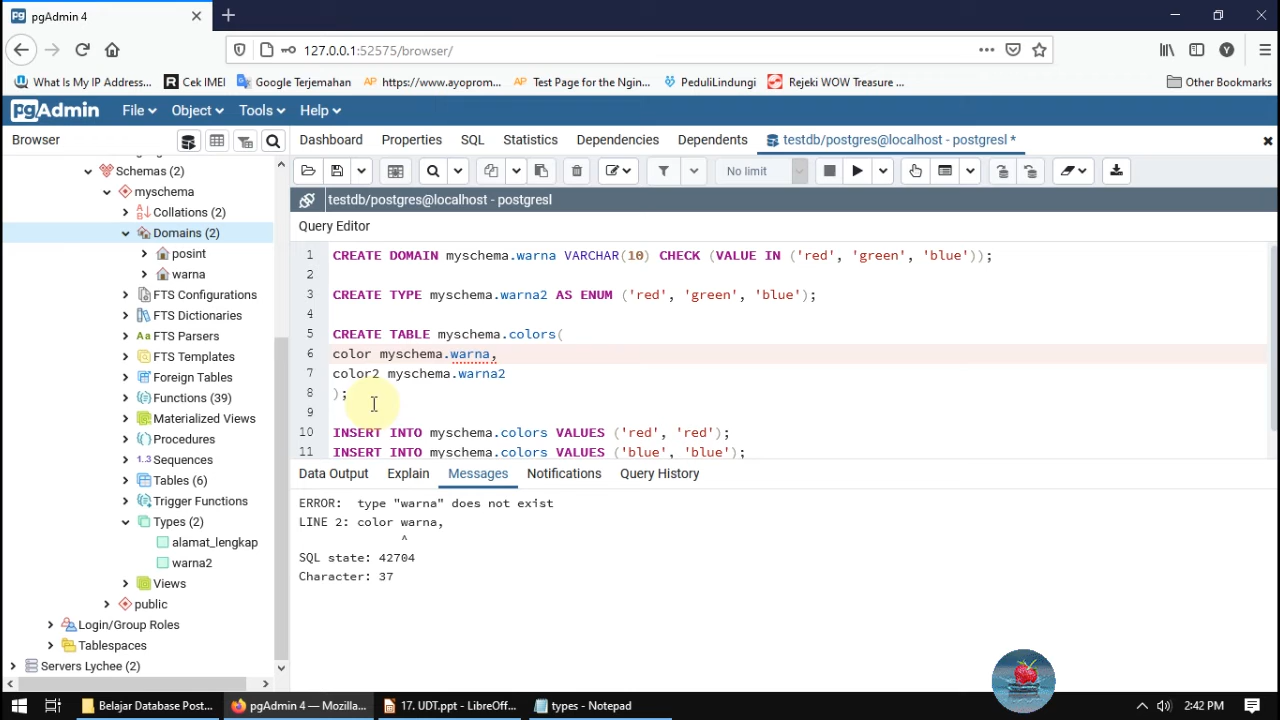 pgAdmin 4
127.0.0.1:52575/browser/
What Is My IP Address...
Cek IMEI
Google Terjemahan
https://www.ayoprom...
Test Page for the Ngin...
PeduliLindungi
Rejeki WOW Treasure ...
Other Bookmarks
pgAdmin File Object Tools Help
Browser
Dashboard Properties SQL Statistics Dependencies Dependents testdb/postgres@localhost - postgresl *
No limit
testdb/postgres@localhost - postgresl
Query Editor
Schemas (2)
myschema
Collations (2)
Domains (2)
posint
warna
FTS Configurations
FTS Dictionaries
FTS Parsers
FTS Templates
Foreign Tables
Functions (39)
Materialized Views
Procedures
Sequences
Tables (6)
Trigger Functions
Types (2)
alamat_lengkap
warna2
Views
public
Login/Group Roles
Tablespaces
Servers Lychee (2)
1 CREATE DOMAIN myschema.warna VARCHAR(10) CHECK (VALUE IN ('red', 'green', 'blue'));
2
3 CREATE TYPE myschema.warna2 AS ENUM ('red', 'green', 'blue');
4
5 CREATE TABLE myschema.colors(
6 color myschema.warna,
7 color2 myschema.warna2
8 );
9
10 INSERT INTO myschema.colors VALUES ('red', 'red');
11 INSERT INTO myschema.colors VALUES ('blue', 'blue');
Data Output Explain Messages Notifications Query History
ERROR: type "warna" does not exist
LINE 2: color warna,
^
SQL state: 42704
Character: 37
Belajar Database Post...
pgAdmin 4 — Mozilla...
17. UDT.ppt - LibreOff...
types - Notepad
2:42 PM